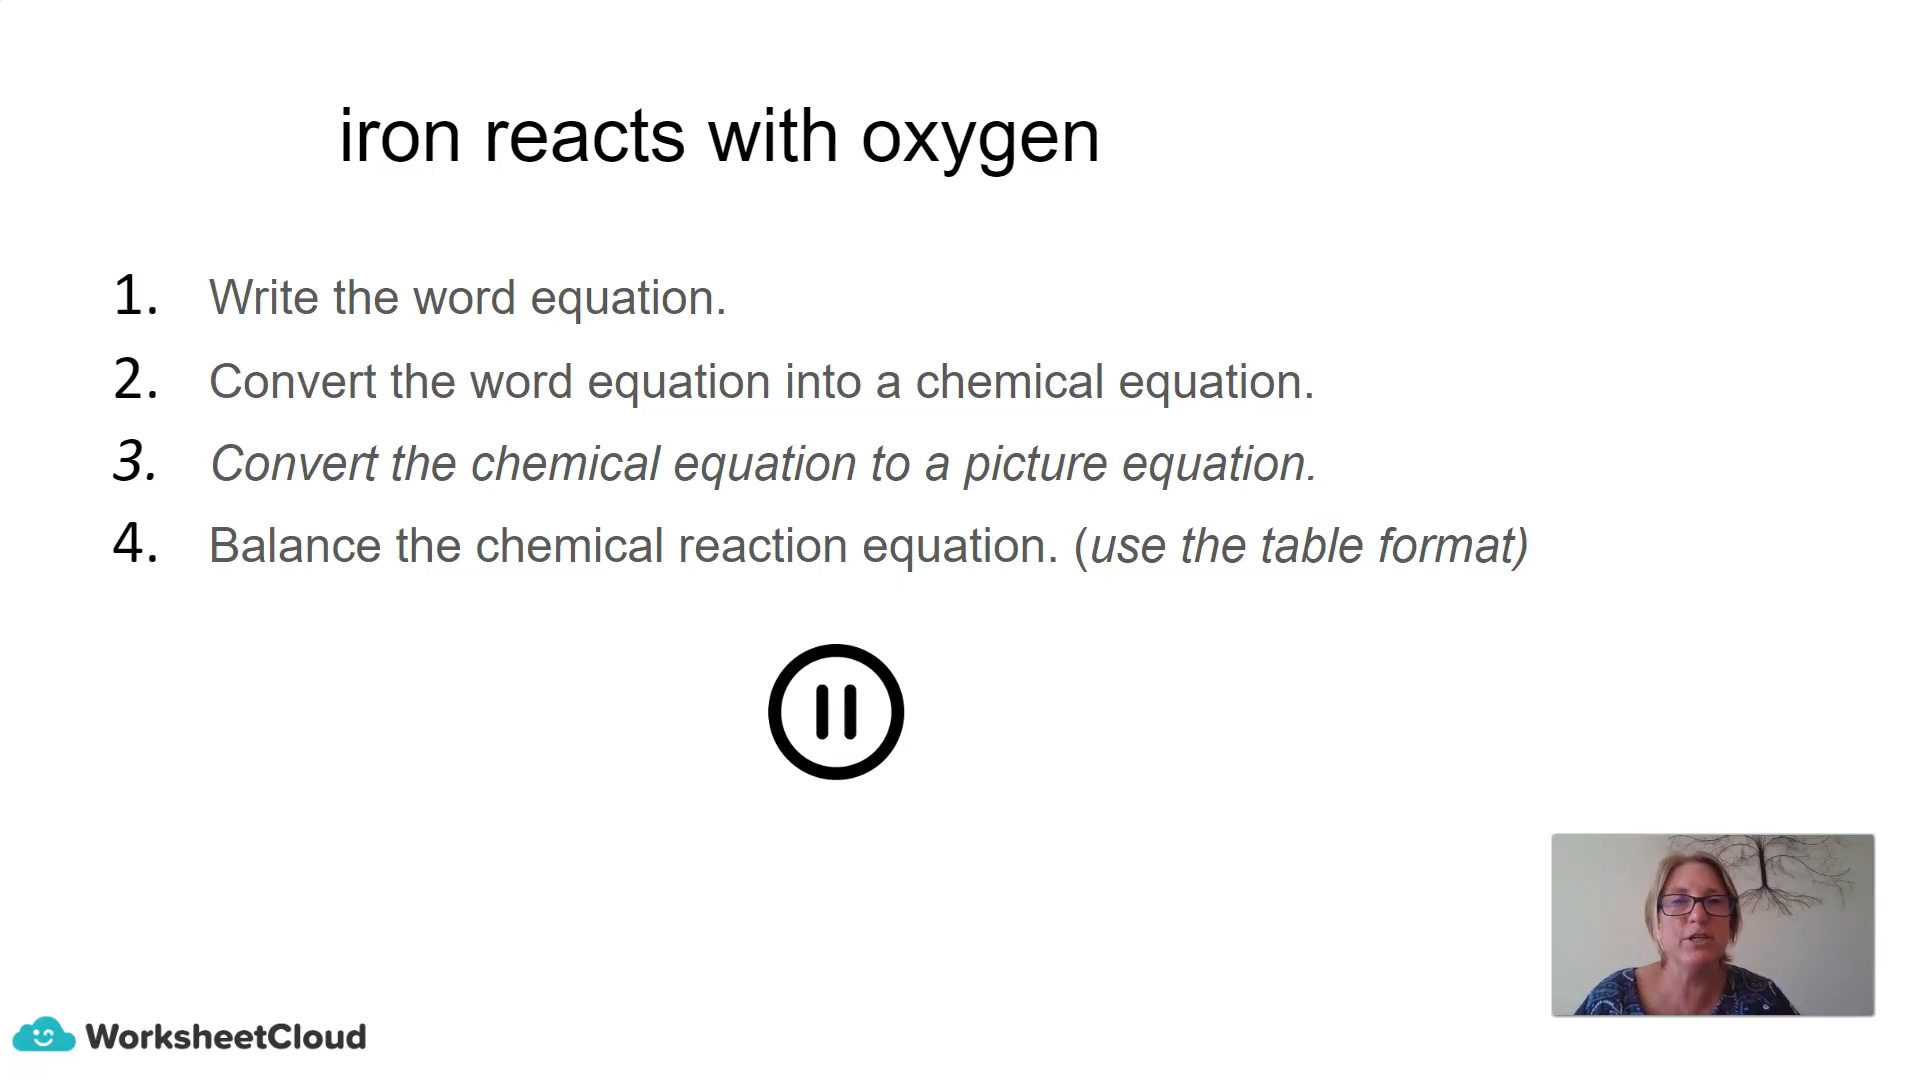 iron reacts with oxygen
1. Write the word equation.
2. Convert the word equation into a chemical equation.
3. Convert the chemical equation to a picture equation.
4. Balance the chemical reaction equation. (use the table format)
WorksheetCloud